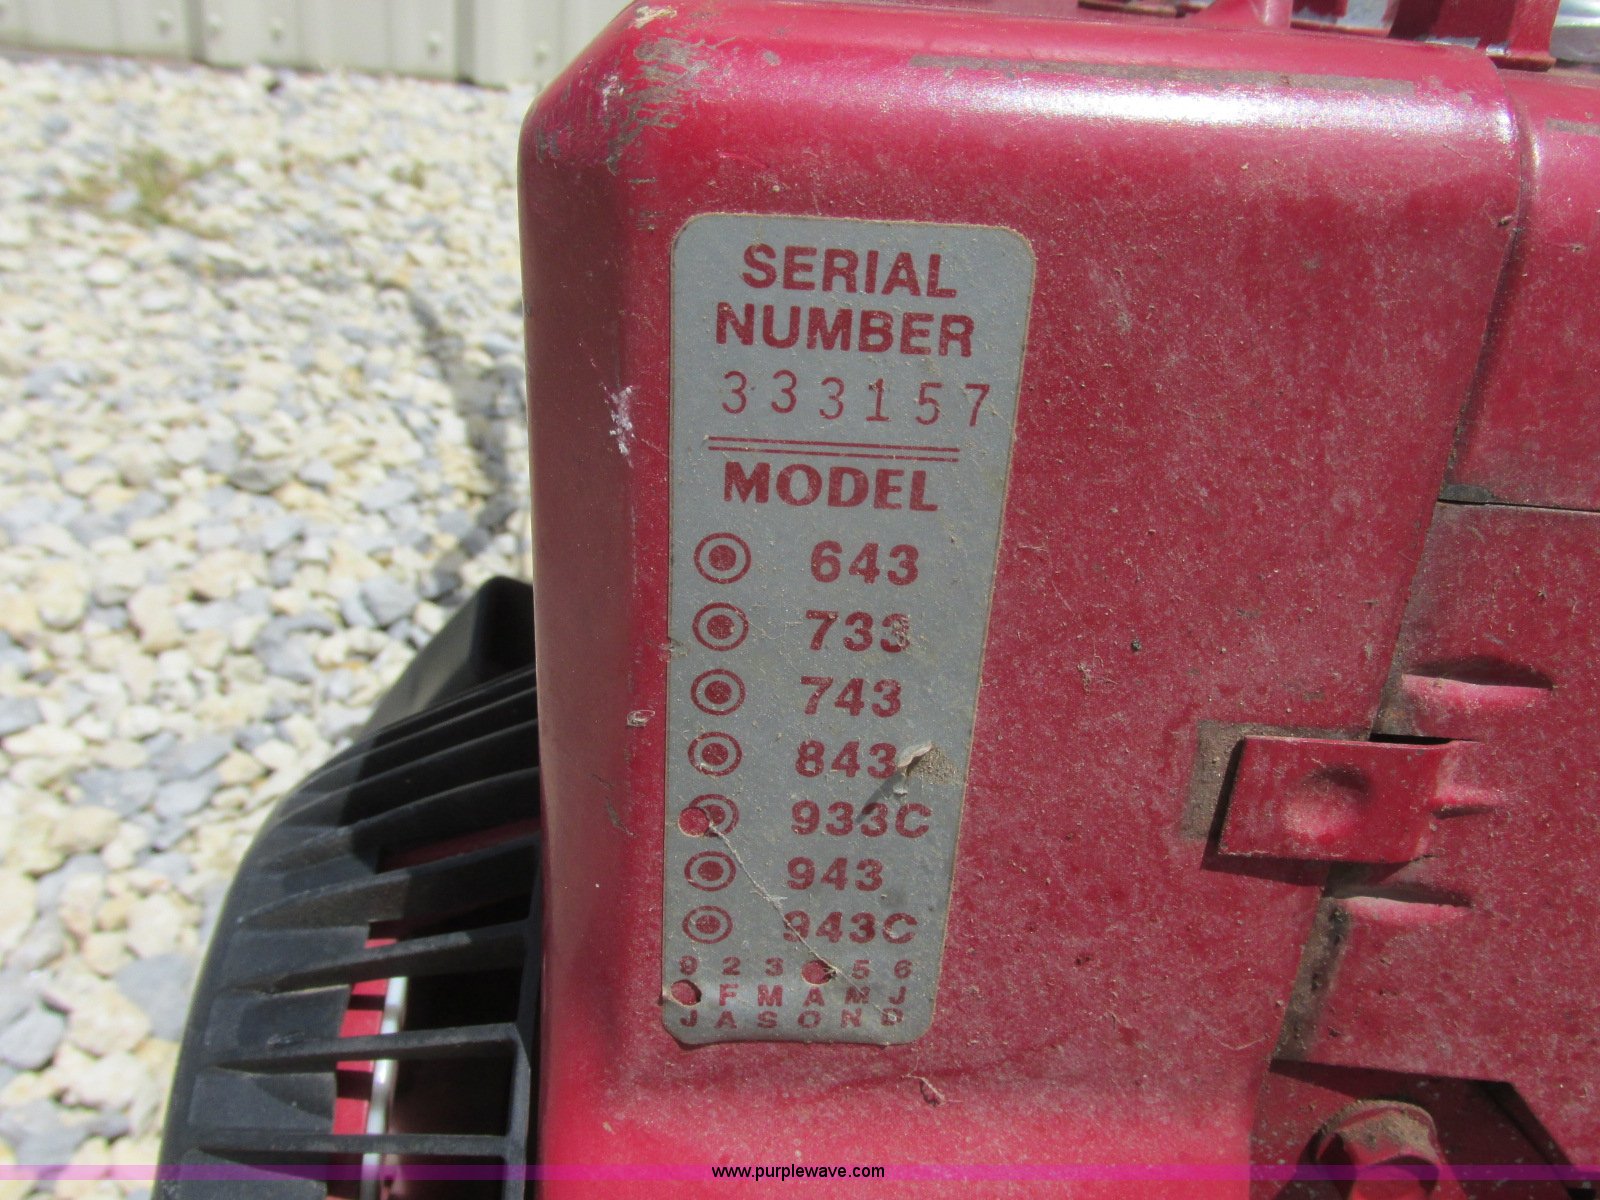 SERIAL
NUMBER
333157
MODEL
643
733
743
843
933C
943
943C
9 2 3 5 6
F M A M J
J A S O N D
www.purplewave.com